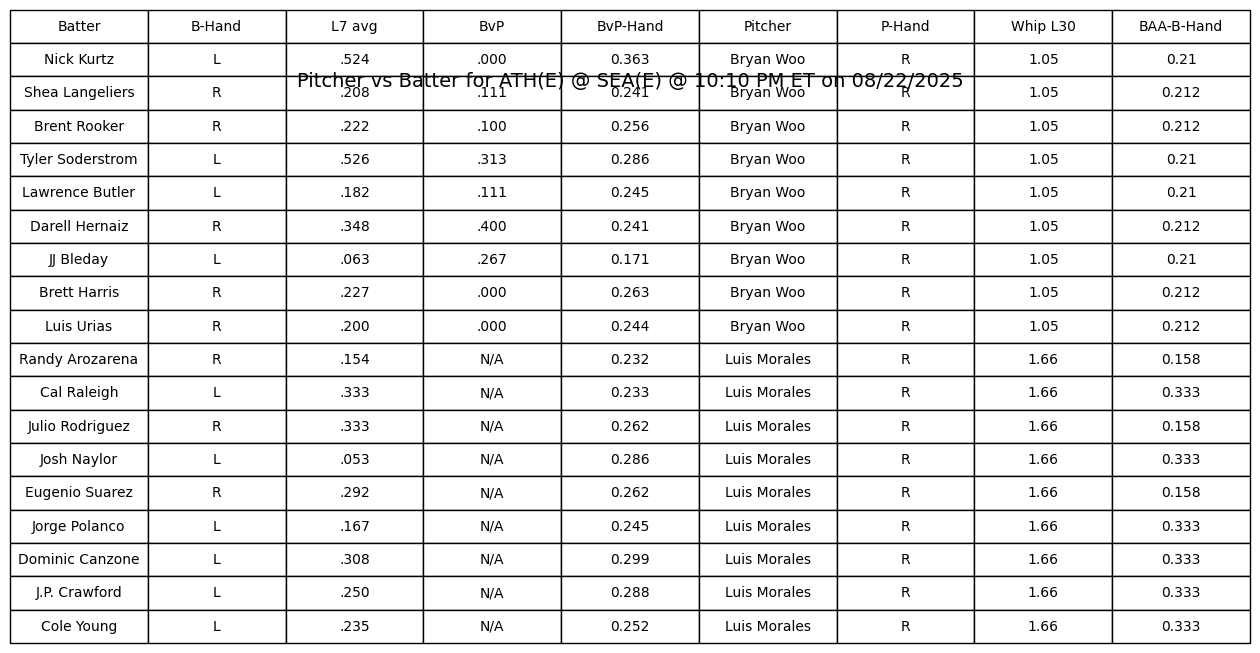 Batter B-Hand L7 avg BvP BvP-Hand Pitcher P-Hand Whip L30 BAA-B-Hand
Nick Kurtz L .524 .000 0.363 Bryan Woo R 1.05 0.21
Pitcher vs Batter for ATH(E) @ SEA(E) @ 10:10 PM ET on 08/22/2025
Shea Langeliers R .208 .111 0.241 Bryan Woo R 1.05 0.212
Brent Rooker R .222 .100 0.256 Bryan Woo R 1.05 0.212
Tyler Soderstrom L .526 .313 0.286 Bryan Woo R 1.05 0.21
Lawrence Butler L .182 .111 0.245 Bryan Woo R 1.05 0.21
Darell Hernaiz R .348 .400 0.241 Bryan Woo R 1.05 0.212
JJ Bleday L .063 .267 0.171 Bryan Woo R 1.05 0.21
Brett Harris R .227 .000 0.263 Bryan Woo R 1.05 0.212
Luis Urias R .200 .000 0.244 Bryan Woo R 1.05 0.212
Randy Arozarena R .154 N/A 0.232 Luis Morales R 1.66 0.158
Cal Raleigh L .333 N/A 0.233 Luis Morales R 1.66 0.333
Julio Rodriguez R .333 N/A 0.262 Luis Morales R 1.66 0.158
Josh Naylor L .053 N/A 0.286 Luis Morales R 1.66 0.333
Eugenio Suarez R .292 N/A 0.262 Luis Morales R 1.66 0.158
Jorge Polanco L .167 N/A 0.245 Luis Morales R 1.66 0.333
Dominic Canzone L .308 N/A 0.299 Luis Morales R 1.66 0.333
J.P. Crawford L .250 N/A 0.288 Luis Morales R 1.66 0.333
Cole Young L .235 N/A 0.252 Luis Morales R 1.66 0.333